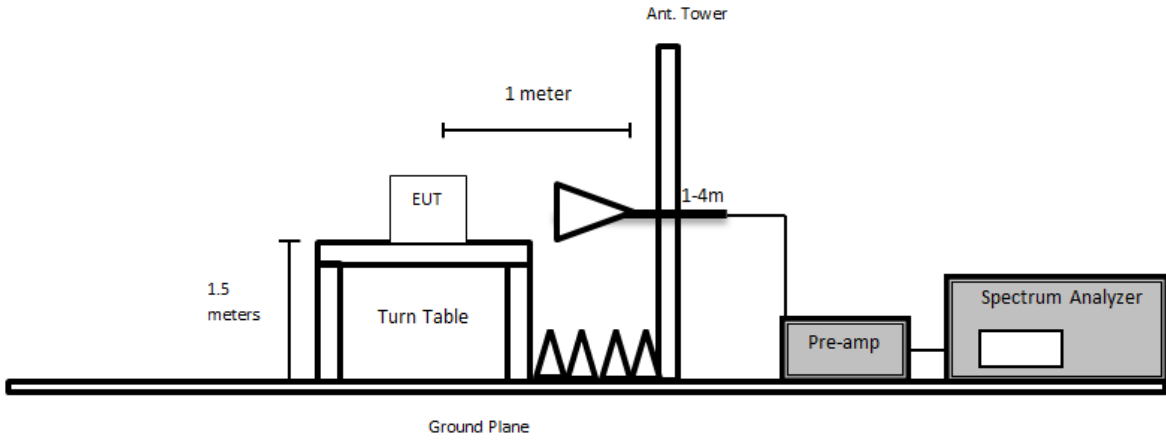 Ant. Tower
1 meter
EUT
1-4m
1.5
meters
Turn Table
Spectrum Analyzer
Pre-amp
Ground Plane